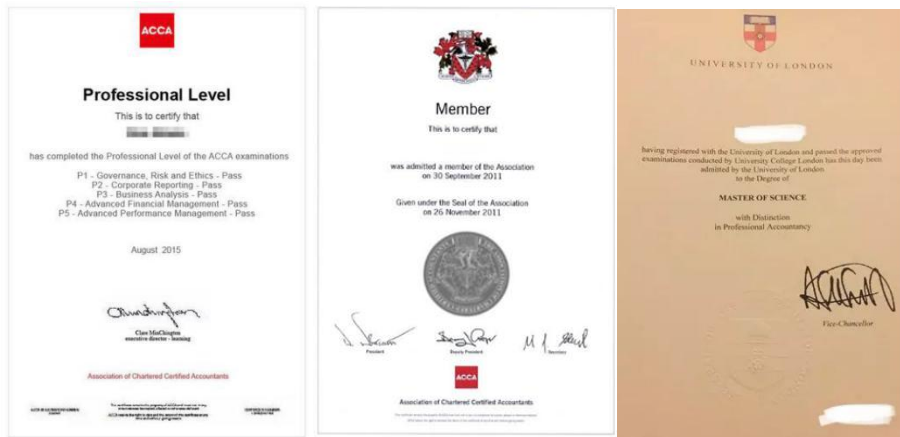 ACCA
Professional Level
This is to certify that
has completed the Professional Level of the ACCA examinations
P1 - Governance, Risk and Ethics - Pass
P2 - Corporate Reporting - Pass
P3 - Business Analysis - Pass
P4 - Advanced Financial Management - Pass
P5 - Advanced Performance Management - Pass
August 2015
Clare Minchington
executive director - learning
Association of Chartered Certified Accountants
Member
This is to certify that
was admitted a member of the Association
on 30 September 2011
Given under the Seal of the Association
on 26 November 2011
President
Deputy President
Secretary
ACCA
Association of Chartered Certified Accountants
UNIVERSITY OF LONDON
having registered with the University of London and passed the approved
examinations conducted by University College London has this day been
admitted by the University of London
to the Degree of
MASTER OF SCIENCE
with Distinction
in Professional Accountancy
Vice-Chancellor